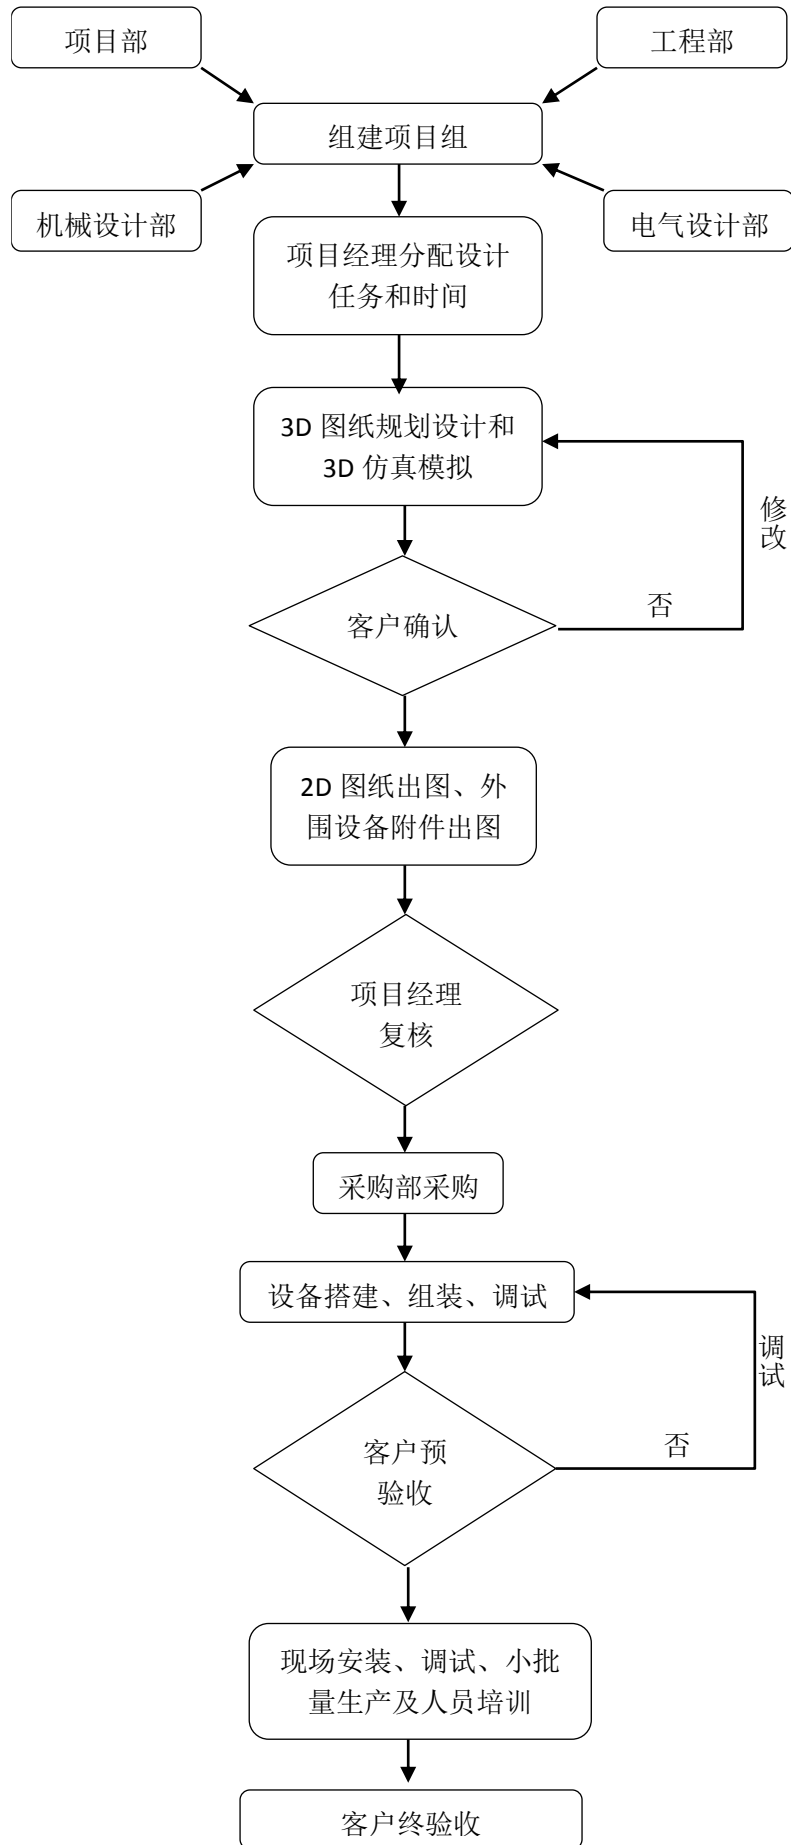 项目部
工程部
组建项目组
机械设计部
电气设计部
项目经理分配设计
任务和时间
3D 图纸规划设计和
3D 仿真模拟
修改
否
客户确认
2D 图纸出图、外
围设备附件出图
项目经理
复核
采购部采购
设备搭建、组装、调试
调试
否
客户预
验收
现场安装、调试、小批
量生产及人员培训
客户终验收